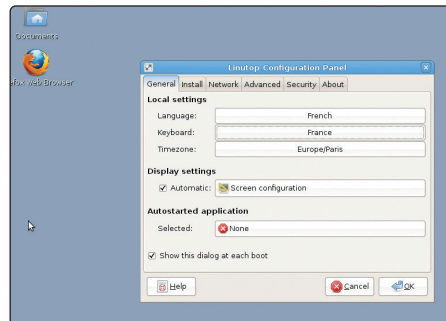 Documents
efox Web Browser
Linutop Configuration Panel
General Install Network Advanced Security About
Local settings
Language: French
Keyboard: France
Timezone: Europe/Paris
Display settings
Automatic: Screen configuration
Autostarted application
Selected: None
Show this dialog at each boot
Help Cancel OK